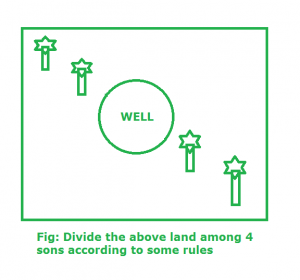 WELL
Fig: Divide the above land among 4
sons according to some rules